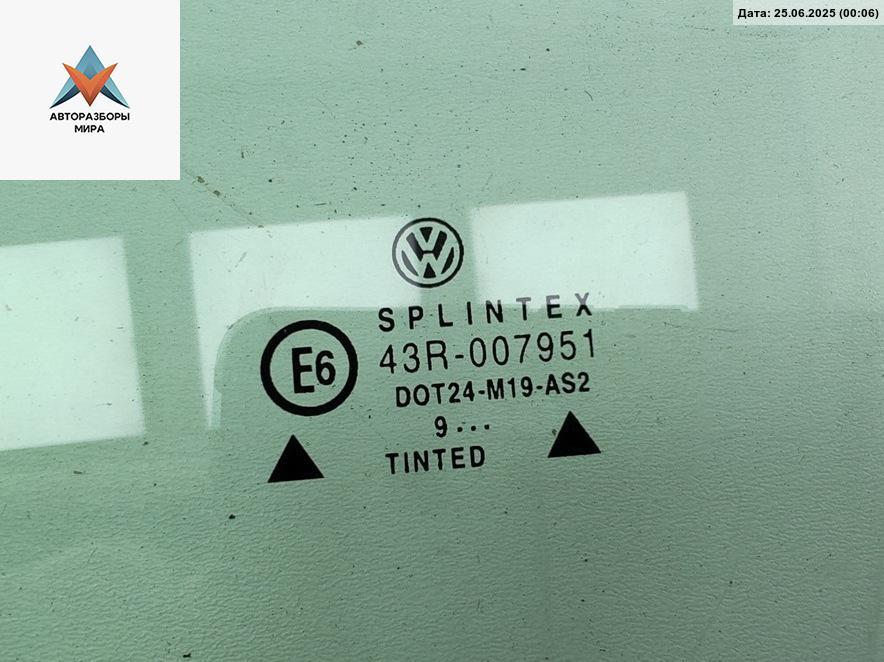 Дата: 25.06.2025 (00:06)
АВТОРАЗБОРЫ
МИРА
SPLINTEX
E6
43R-007951
DOT24-M19-AS2
9...
TINTED